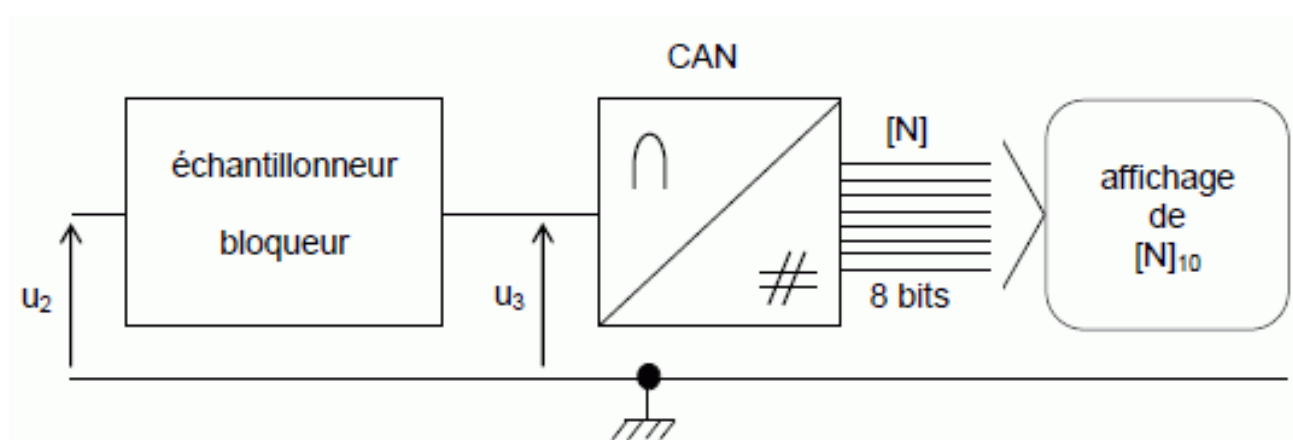 CAN
échantillonneur
bloqueur
[N]
affichage
de
[N]10
u2
u3
8 bits